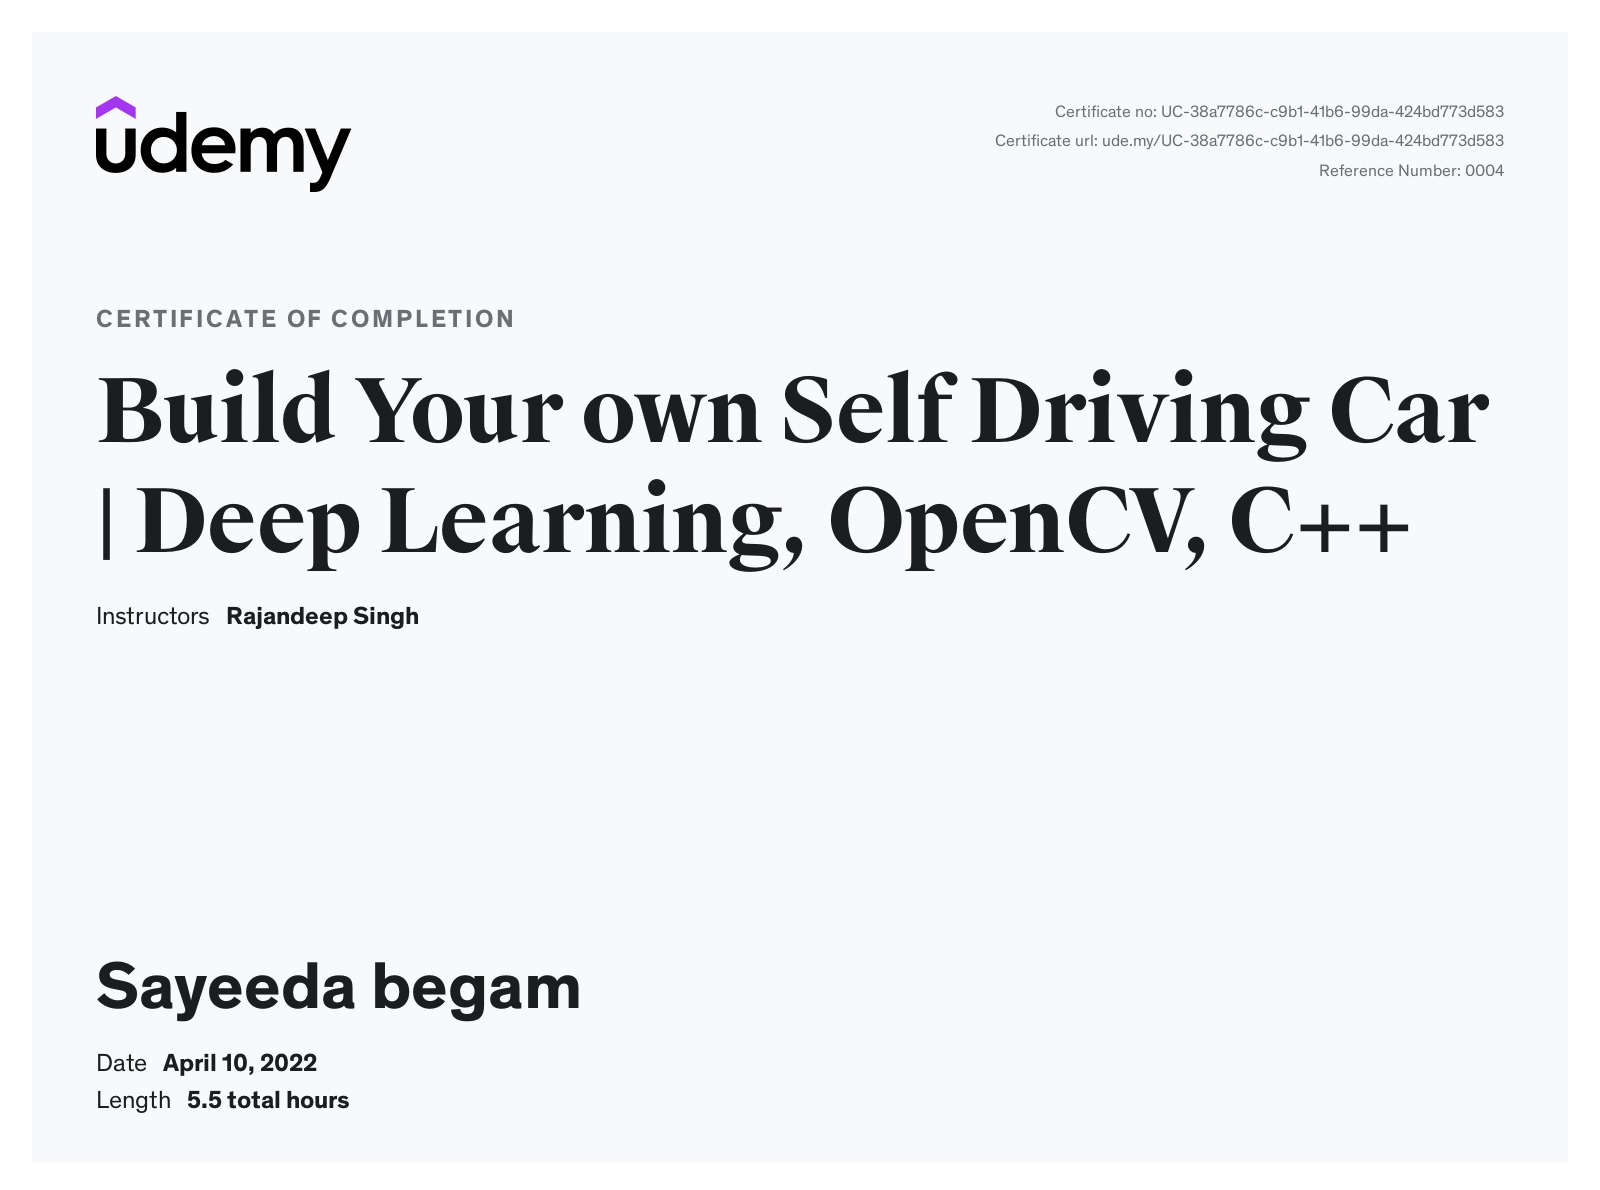 udemy
Certificate no: UC-38a7786c-c9b1-41b6-99da-424bd773d583
Certificate url: ude.my/UC-38a7786c-c9b1-41b6-99da-424bd773d583
Reference Number: 0004
CERTIFICATE OF COMPLETION
Build Your own Self Driving Car
| Deep Learning, OpenCV, C++
Instructors Rajandeep Singh
Sayeeda begam
Date April 10, 2022
Length 5.5 total hours